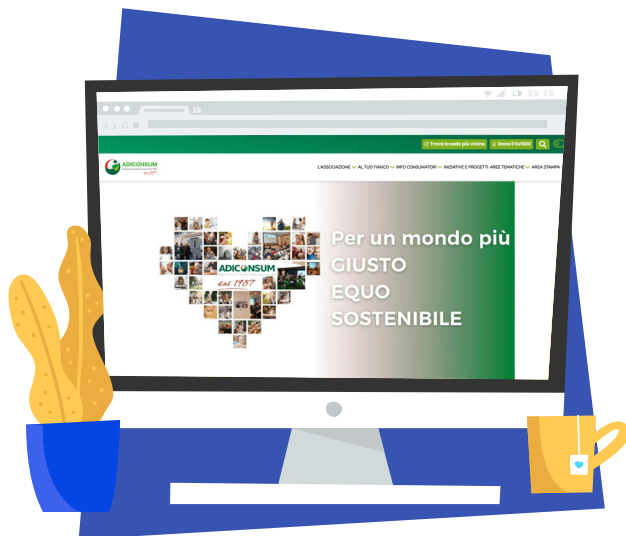 Trova la sede più vicina
Dona il 5x1000
ADICONSUM
L'ASSOCIAZIONE
AL TUO FIANCO
INFO CONSUMATORI
INIZIATIVE E PROGETTI
AREE TEMATICHE
AREA STAMPA
ADICONSUM
dal 1987
Per un mondo più
GIUSTO
EQUO
SOSTENIBILE